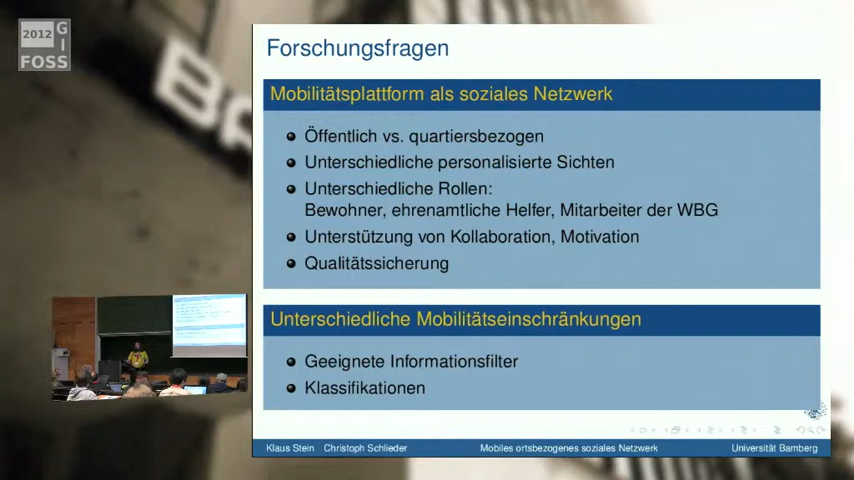 2012
GI
FOSS
Forschungsfragen
Mobilitätsplattform als soziales Netzwerk
Öffentlich vs. quartiersbezogen
Unterschiedliche personalisierte Sichten
Unterschiedliche Rollen:
Bewohner, ehrenamtliche Helfer, Mitarbeiter der WBG
Unterstützung von Kollaboration, Motivation
Qualitätssicherung
Unterschiedliche Mobilitätseinschränkungen
Geeignete Informationsfilter
Klassifikationen
Klaus Stein Christoph Schlieder Mobiles ortsbezogenes soziales Netzwerk Universität Bamberg